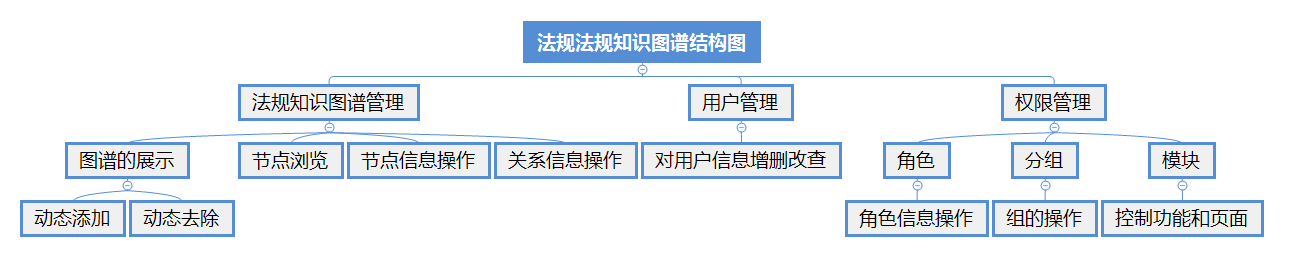 法规法规知识图谱结构图
法规知识图谱管理
用户管理
权限管理
图谱的展示
节点浏览
节点信息操作
关系信息操作
对用户信息增删改查
角色
分组
模块
动态添加
动态去除
角色信息操作
组的操作
控制功能和页面